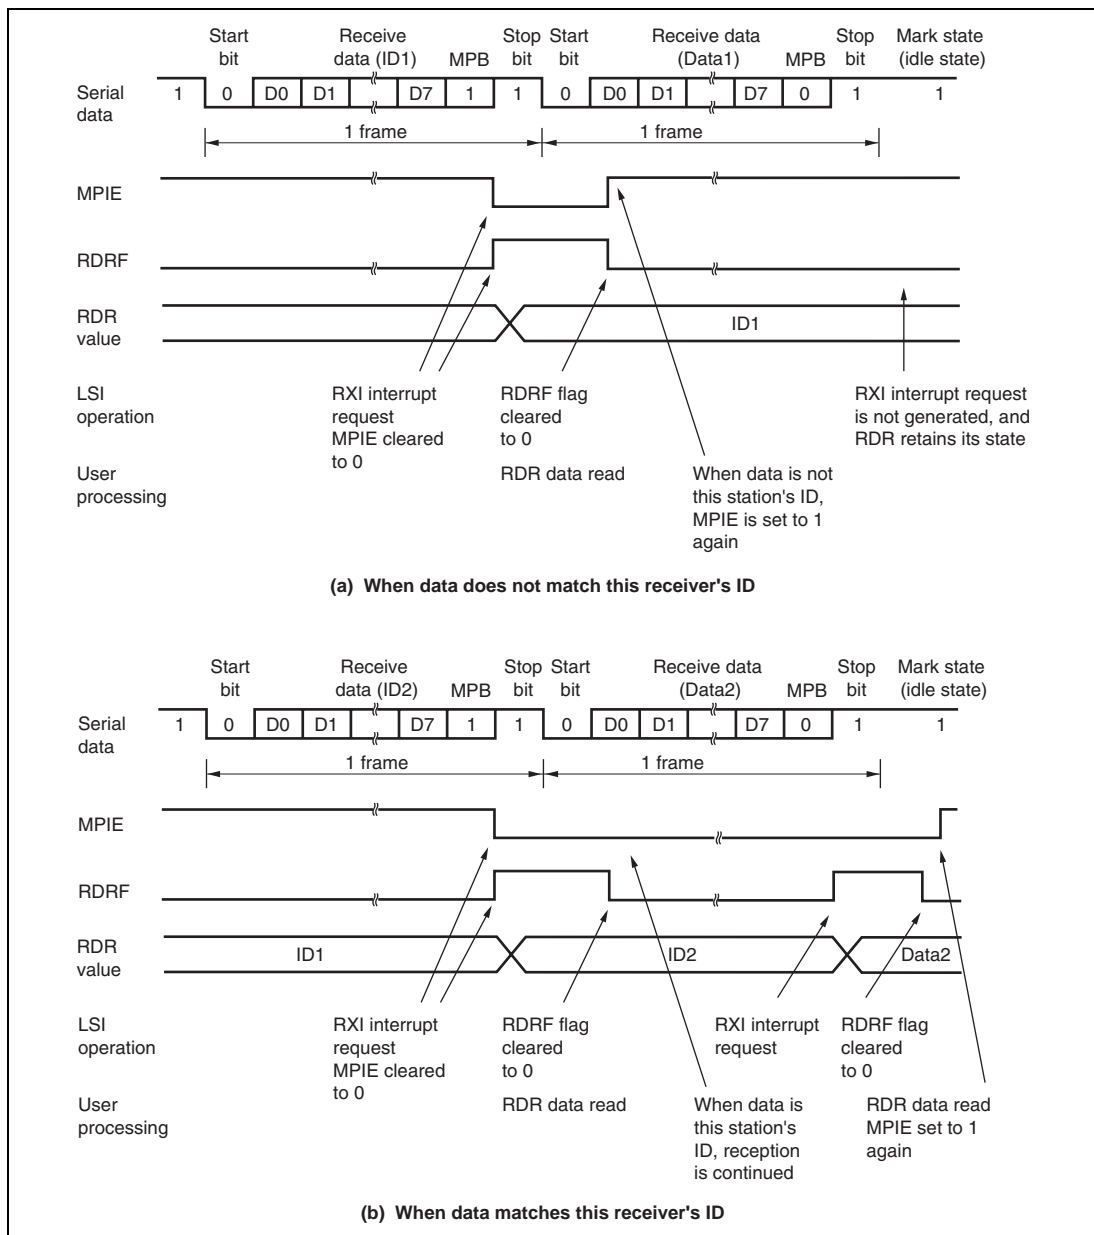 Start Receive Stop Start Receive data Stop Mark state
bit data (ID1) MPB bit bit (Data1) MPB bit (idle state)
Serial data 1 0 D0 D1 D7 1 1 0 D0 D1 D7 0 1 1
1 frame 1 frame
MPIE
RDRF
RDR value ID1
LSI operation
RXI interrupt
request
MPIE cleared
to 0
RDRF flag
cleared
to 0
RXI interrupt request
is not generated, and
RDR retains its state
User processing
RDR data read
When data is not
this station's ID,
MPIE is set to 1
again
(a) When data does not match this receiver's ID
Start Receive Stop Start Receive data Stop Mark state
bit data (ID2) MPB bit bit (Data2) MPB bit (idle state)
Serial data 1 0 D0 D1 D7 1 1 0 D0 D1 D7 0 1 1
1 frame 1 frame
MPIE
RDRF
RDR value ID1 ID2 Data2
LSI operation
RXI interrupt
request
MPIE cleared
to 0
RDRF flag
cleared
to 0
RXI interrupt
request
RDRF flag
cleared
to 0
User processing
RDR data read
When data is
this station's
ID, reception
is continued
RDR data read
MPIE set to 1
again
(b) When data matches this receiver's ID